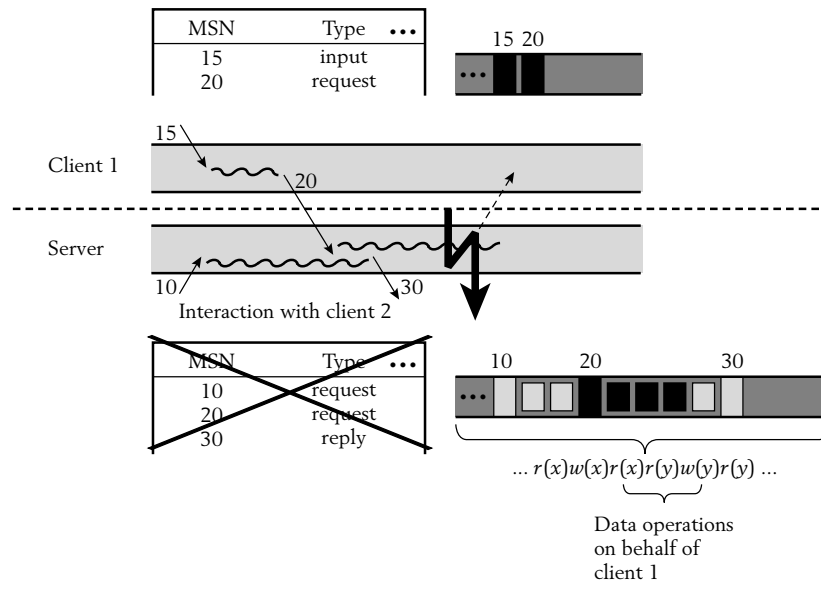 MSN Type •••
15 input
20 request
15 20
•••
15
Client 1
20
Server
10
30
Interaction with client 2
MSN Type •••
10 request
20 request
30 reply
10 20 30
•••
... r(x)w(x)r(x)r(y)w(y)r(y) ...
Data operations
on behalf of
client 1